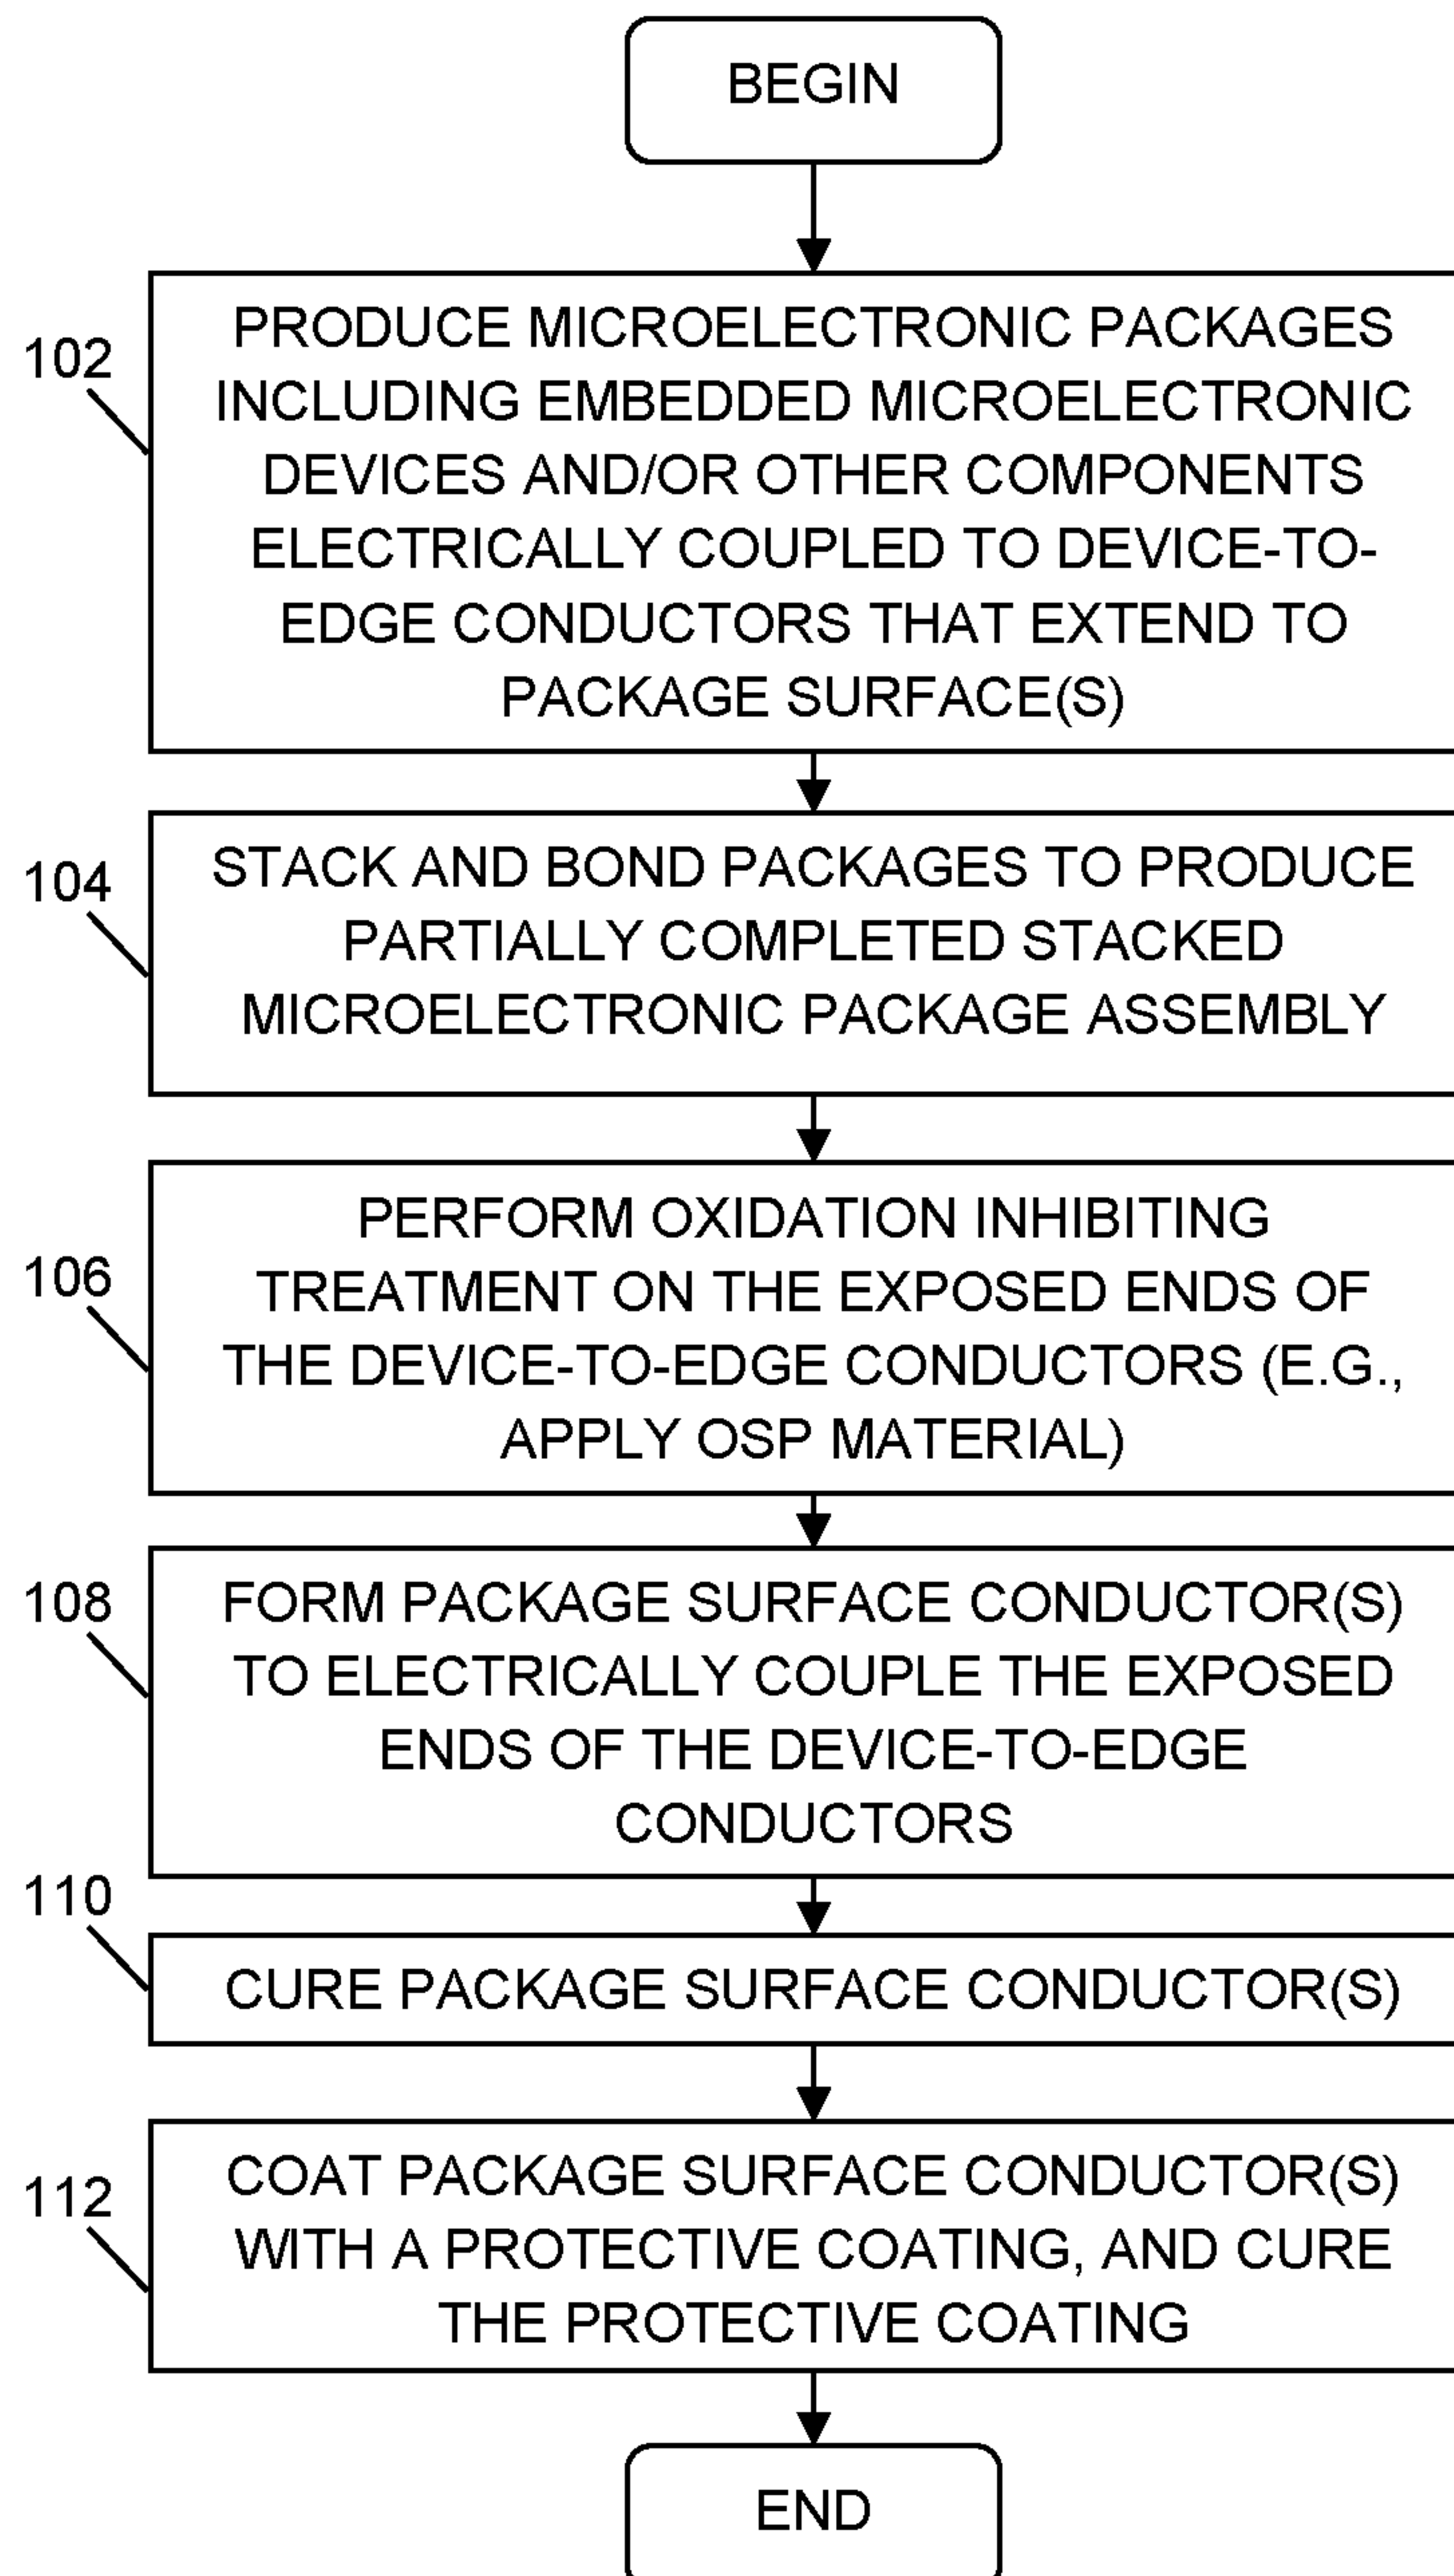 BEGIN
102
PRODUCE MICROELECTRONIC PACKAGES
INCLUDING EMBEDDED MICROELECTRONIC
DEVICES AND/OR OTHER COMPONENTS
ELECTRICALLY COUPLED TO DEVICE-TO-
EDGE CONDUCTORS THAT EXTEND TO
PACKAGE SURFACE(S)
104
STACK AND BOND PACKAGES TO PRODUCE
PARTIALLY COMPLETED STACKED
MICROELECTRONIC PACKAGE ASSEMBLY
106
PERFORM OXIDATION INHIBITING
TREATMENT ON THE EXPOSED ENDS OF
THE DEVICE-TO-EDGE CONDUCTORS (E.G.,
APPLY OSP MATERIAL)
108
FORM PACKAGE SURFACE CONDUCTOR(S)
TO ELECTRICALLY COUPLE THE EXPOSED
ENDS OF THE DEVICE-TO-EDGE
CONDUCTORS
110
CURE PACKAGE SURFACE CONDUCTOR(S)
112
COAT PACKAGE SURFACE CONDUCTOR(S)
WITH A PROTECTIVE COATING, AND CURE
THE PROTECTIVE COATING
END